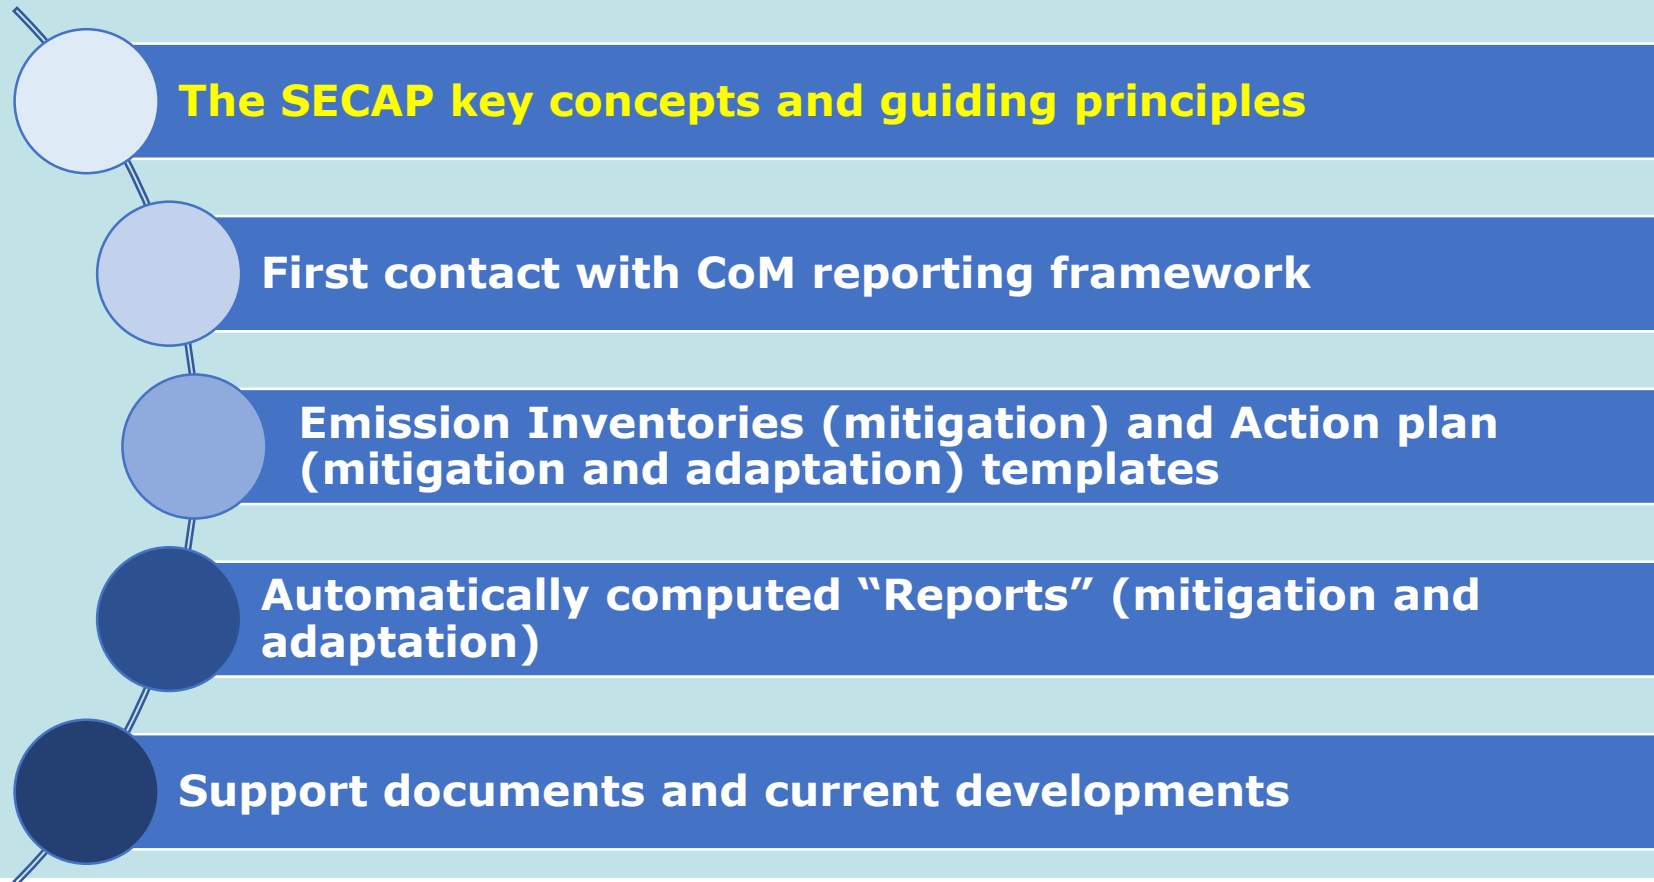 The SECAP key concepts and guiding principles
First contact with CoM reporting framework
Emission Inventories (mitigation) and Action plan
(mitigation and adaptation) templates
Automatically computed “Reports” (mitigation and
adaptation)
Support documents and current developments